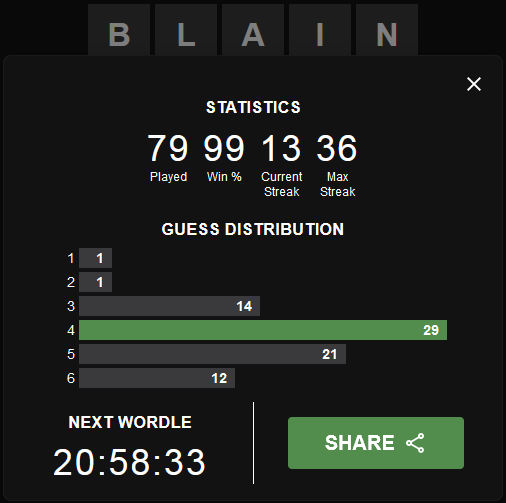 B L A I N
STATISTICS
79 99 13 36
Played Win % Current Streak Max Streak
GUESS DISTRIBUTION
1 1
2 1
3 14
4 29
5 21
6 12
NEXT WORDLE
20:58:33
SHARE